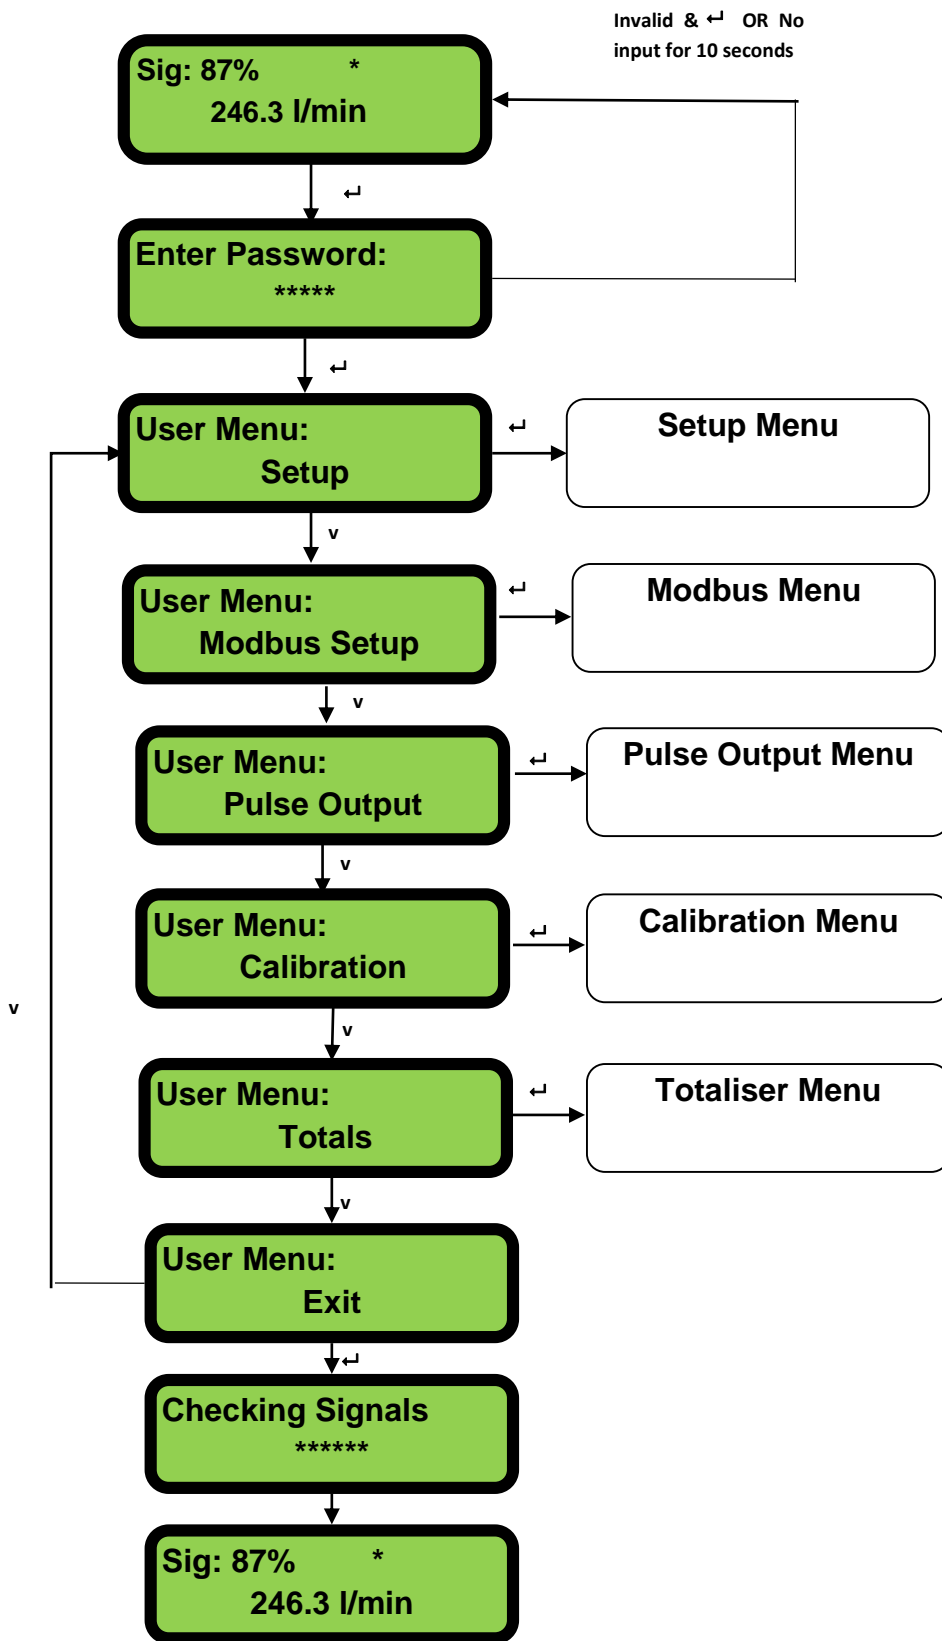 Invalid & ↵ OR No
input for 10 seconds
Sig: 87% *
246.3 l/min
↵
Enter Password:
*****
↵
User Menu:
Setup
↵
Setup Menu
v
User Menu:
Modbus Setup
↵
Modbus Menu
v
User Menu:
Pulse Output
↵
Pulse Output Menu
v
User Menu:
Calibration
↵
Calibration Menu
v
v
User Menu:
Totals
↵
Totaliser Menu
v
User Menu:
Exit
↵
Checking Signals
******
Sig: 87% *
246.3 l/min